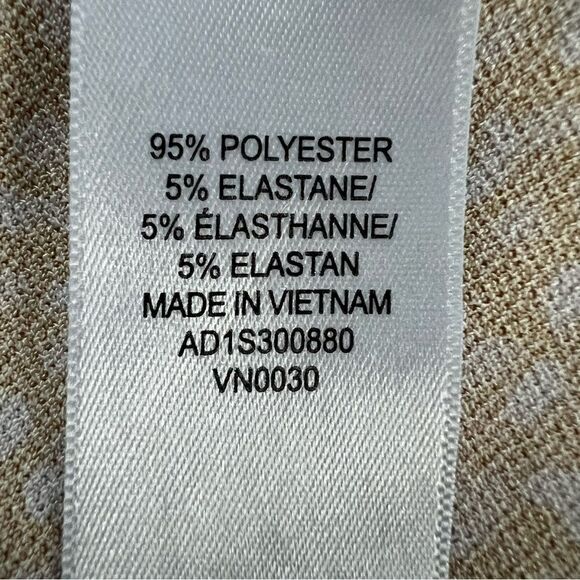 95% POLYESTER
5% ELASTANE/
5% ÉLASTHANNE/
5% ELASTAN
MADE IN VIETNAM
AD1S300880
VN0030